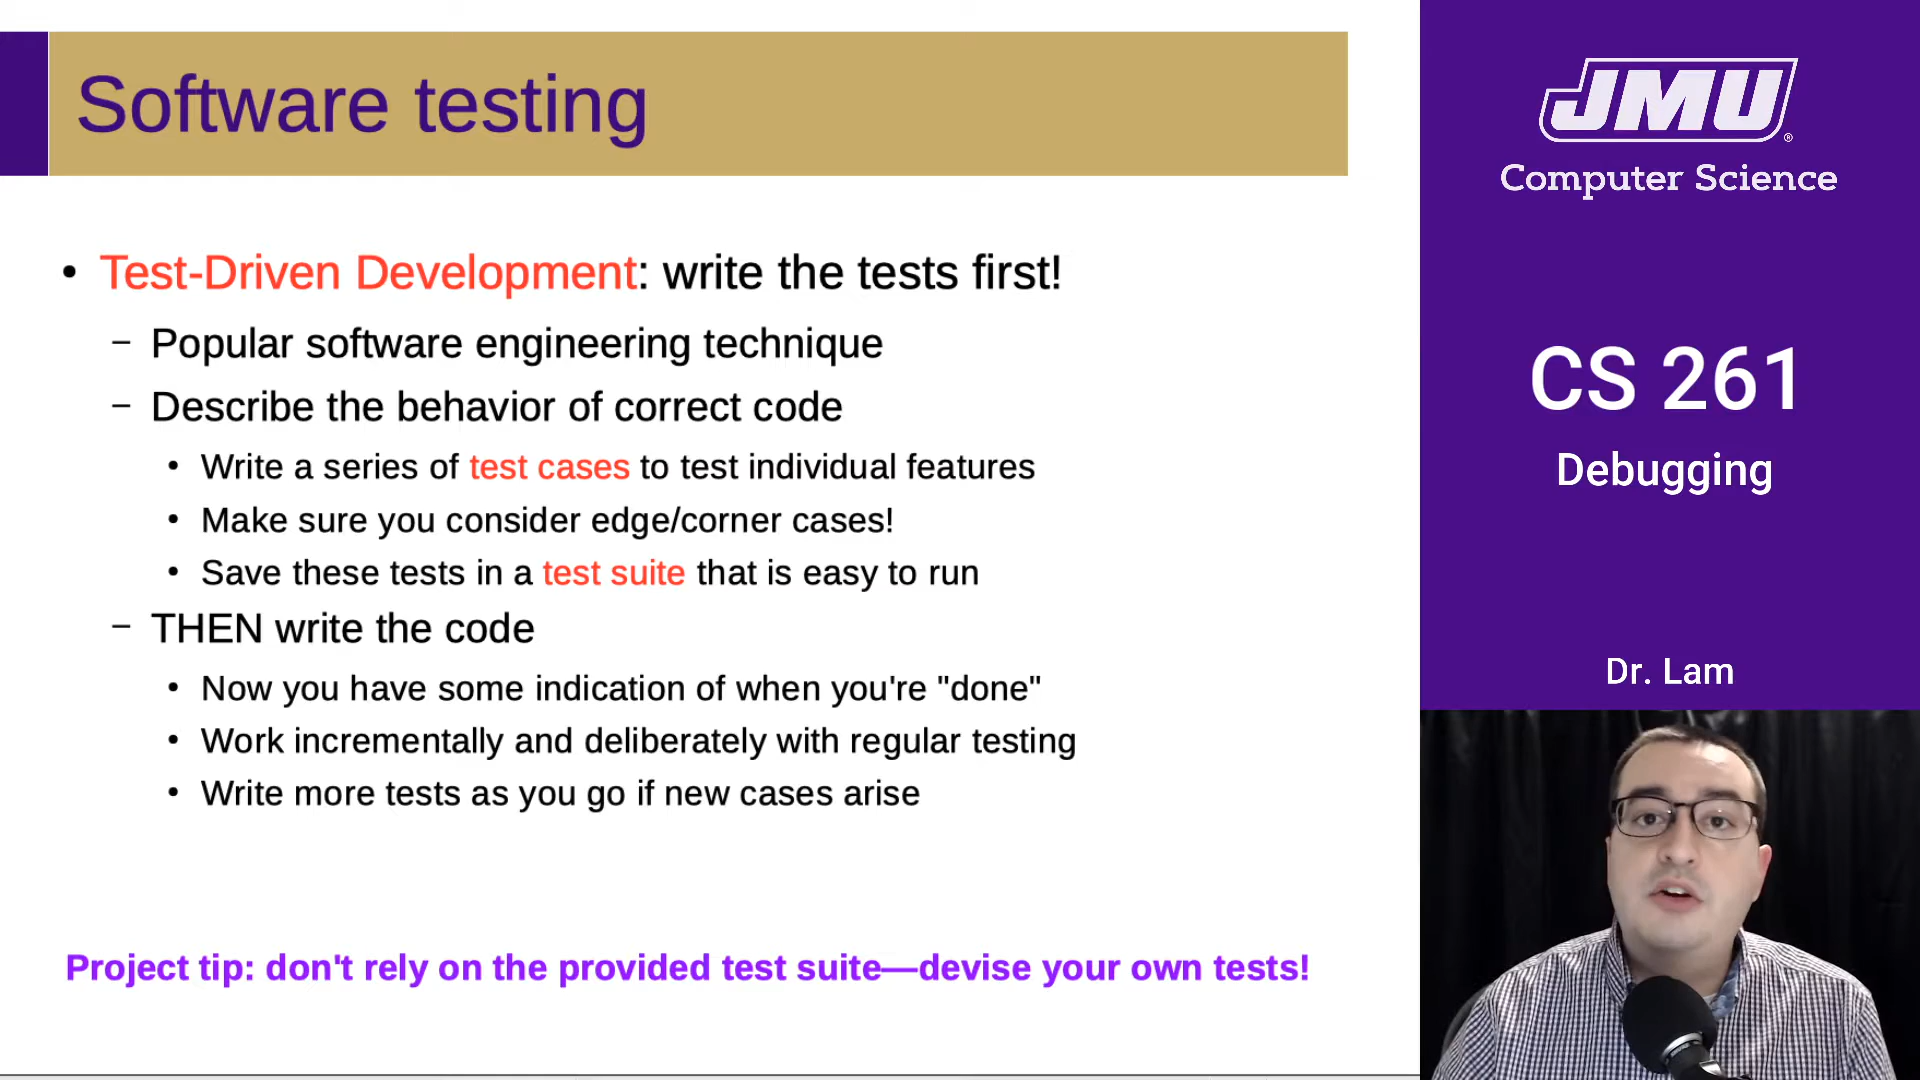 Software testing
• Test-Driven Development: write the tests first!
– Popular software engineering technique
– Describe the behavior of correct code
• Write a series of test cases to test individual features
• Make sure you consider edge/corner cases!
• Save these tests in a test suite that is easy to run
– THEN write the code
• Now you have some indication of when you're "done"
• Work incrementally and deliberately with regular testing
• Write more tests as you go if new cases arise
Project tip: don't rely on the provided test suite—devise your own tests!
JMU®
Computer Science
CS 261
Debugging
Dr. Lam